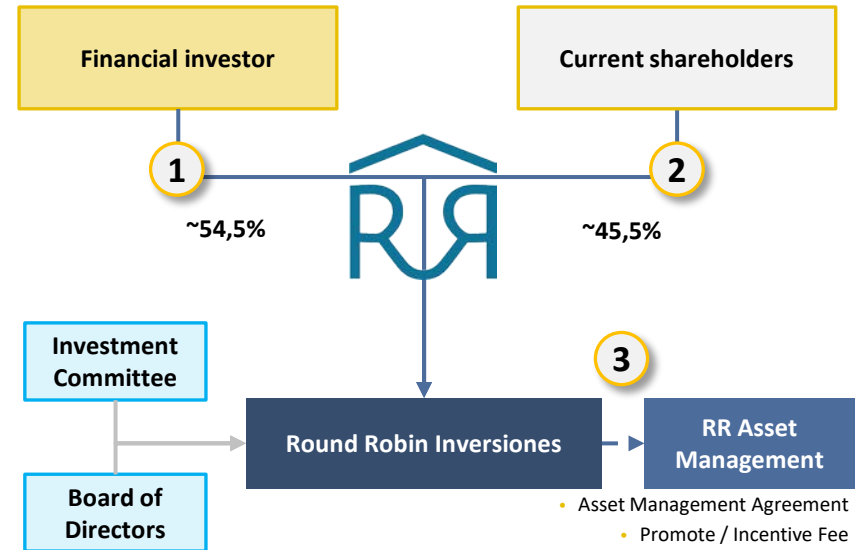 Financial investor
Current shareholders
1
2
~54,5%
~45,5%
RR
3
Investment
Committee
Round Robin Inversiones
RR Asset
Management
Board of
Directors
• Asset Management Agreement
• Promote / Incentive Fee